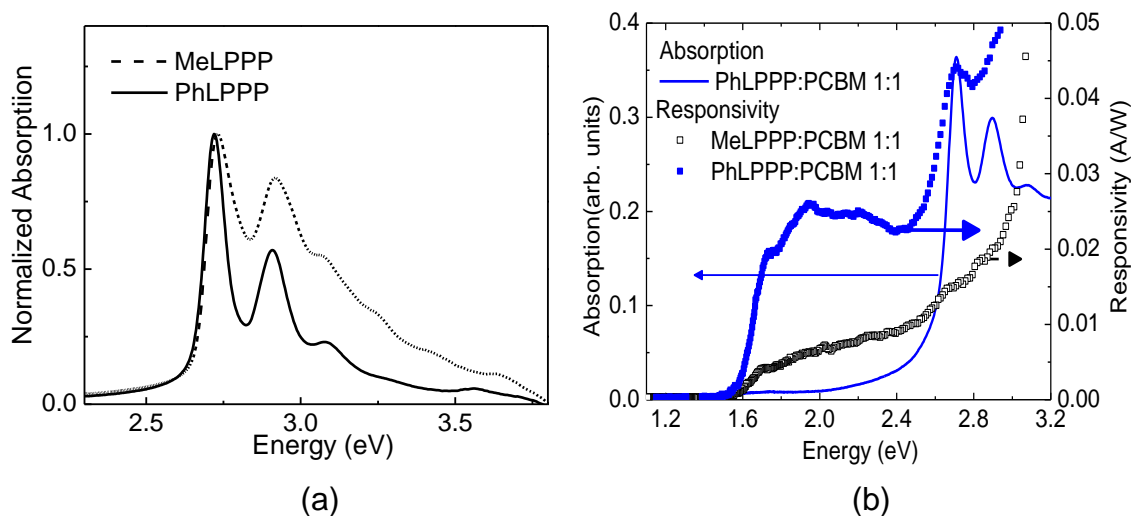 MeLPPP
PhLPPP
Normalized Absorptiion
1.0
0.5
0.0
2.5 3.0 3.5
Energy (eV)
(a)
0.4
0.3
0.2
0.1
0.0
Absorption(arb. units)
Absorption
PhLPPP:PCBM 1:1
Responsivity
MeLPPP:PCBM 1:1
PhLPPP:PCBM 1:1
0.05
0.04
0.03
0.02
0.01
0.00
Responsivity (A/W)
1.2 1.6 2.0 2.4 2.8 3.2
Energy (eV)
(b)